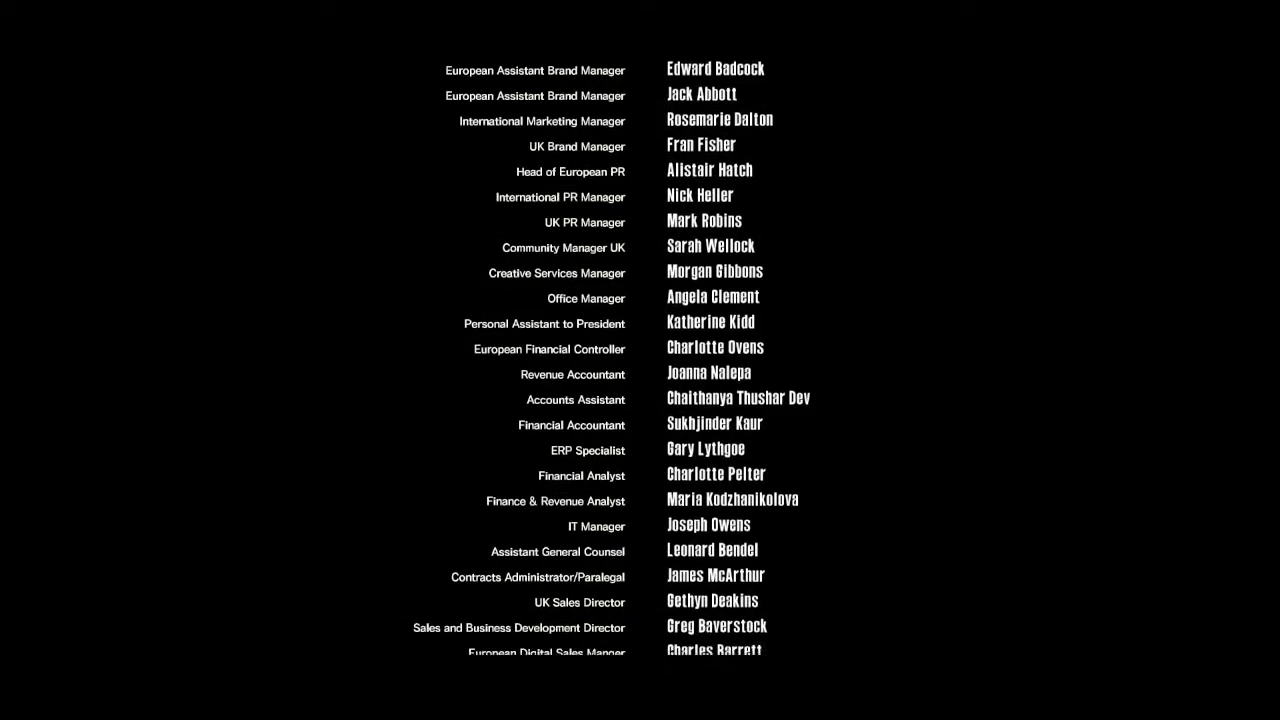 European Assistant Brand Manager Edward Badcock
European Assistant Brand Manager Jack Abbott
International Marketing Manager Rosemarie Dalton
UK Brand Manager Fran Fisher
Head of European PR Alistair Hatch
International PR Manager Nick Heller
UK PR Manager Mark Robins
Community Manager UK Sarah Wellock
Creative Services Manager Morgan Gibbons
Office Manager Angela Clement
Personal Assistant to President Katherine Kidd
European Financial Controller Charlotte Ovens
Revenue Accountant Joanna Nalepa
Accounts Assistant Chaithanya Thushar Dev
Financial Accountant Sukhjinder Kaur
ERP Specialist Gary Lythgoe
Financial Analyst Charlotte Pelter
Finance & Revenue Analyst Maria Kodzhanikolova
IT Manager Joseph Owens
Assistant General Counsel Leonard Bendel
Contracts Administrator/Paralegal James McArthur
UK Sales Director Gethyn Deakins
Sales and Business Development Director Greg Baverstock
European Digital Sales Manger Charles Barrett